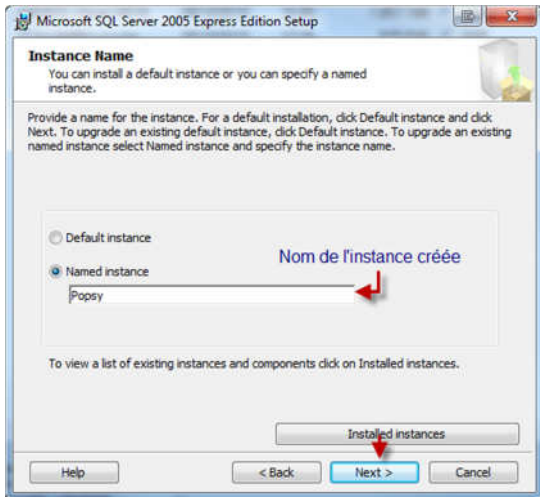 Microsoft SQL Server 2005 Express Edition Setup
Instance Name
You can install a default instance or you can specify a named
instance.
Provide a name for the instance. For a default installation, click Default instance and click
Next. To upgrade an existing default instance, click Default instance. To upgrade an existing
named instance select Named instance and specify the instance name.
Default instance
Nom de l'instance créée
Named instance
Popsy
To view a list of existing instances and components click on Installed instances.
Installed instances
Help
< Back
Next >
Cancel